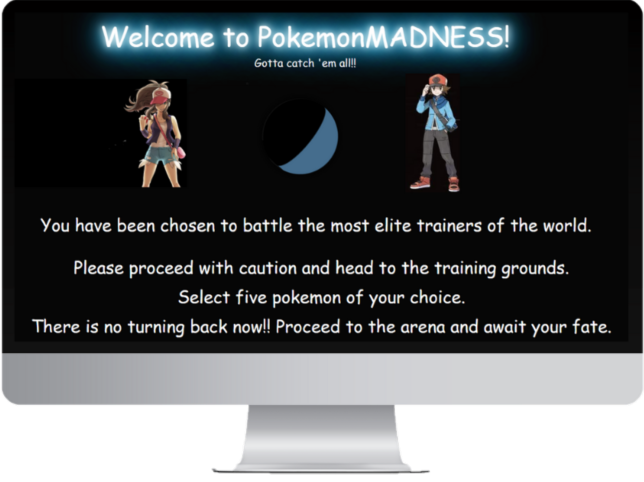 Welcome to PokemonMADNESS!
Gotta catch 'em all!!
You have been chosen to battle the most elite trainers of the world.
Please proceed with caution and head to the training grounds.
Select five pokemon of your choice.
There is no turning back now!! Proceed to the arena and await your fate.